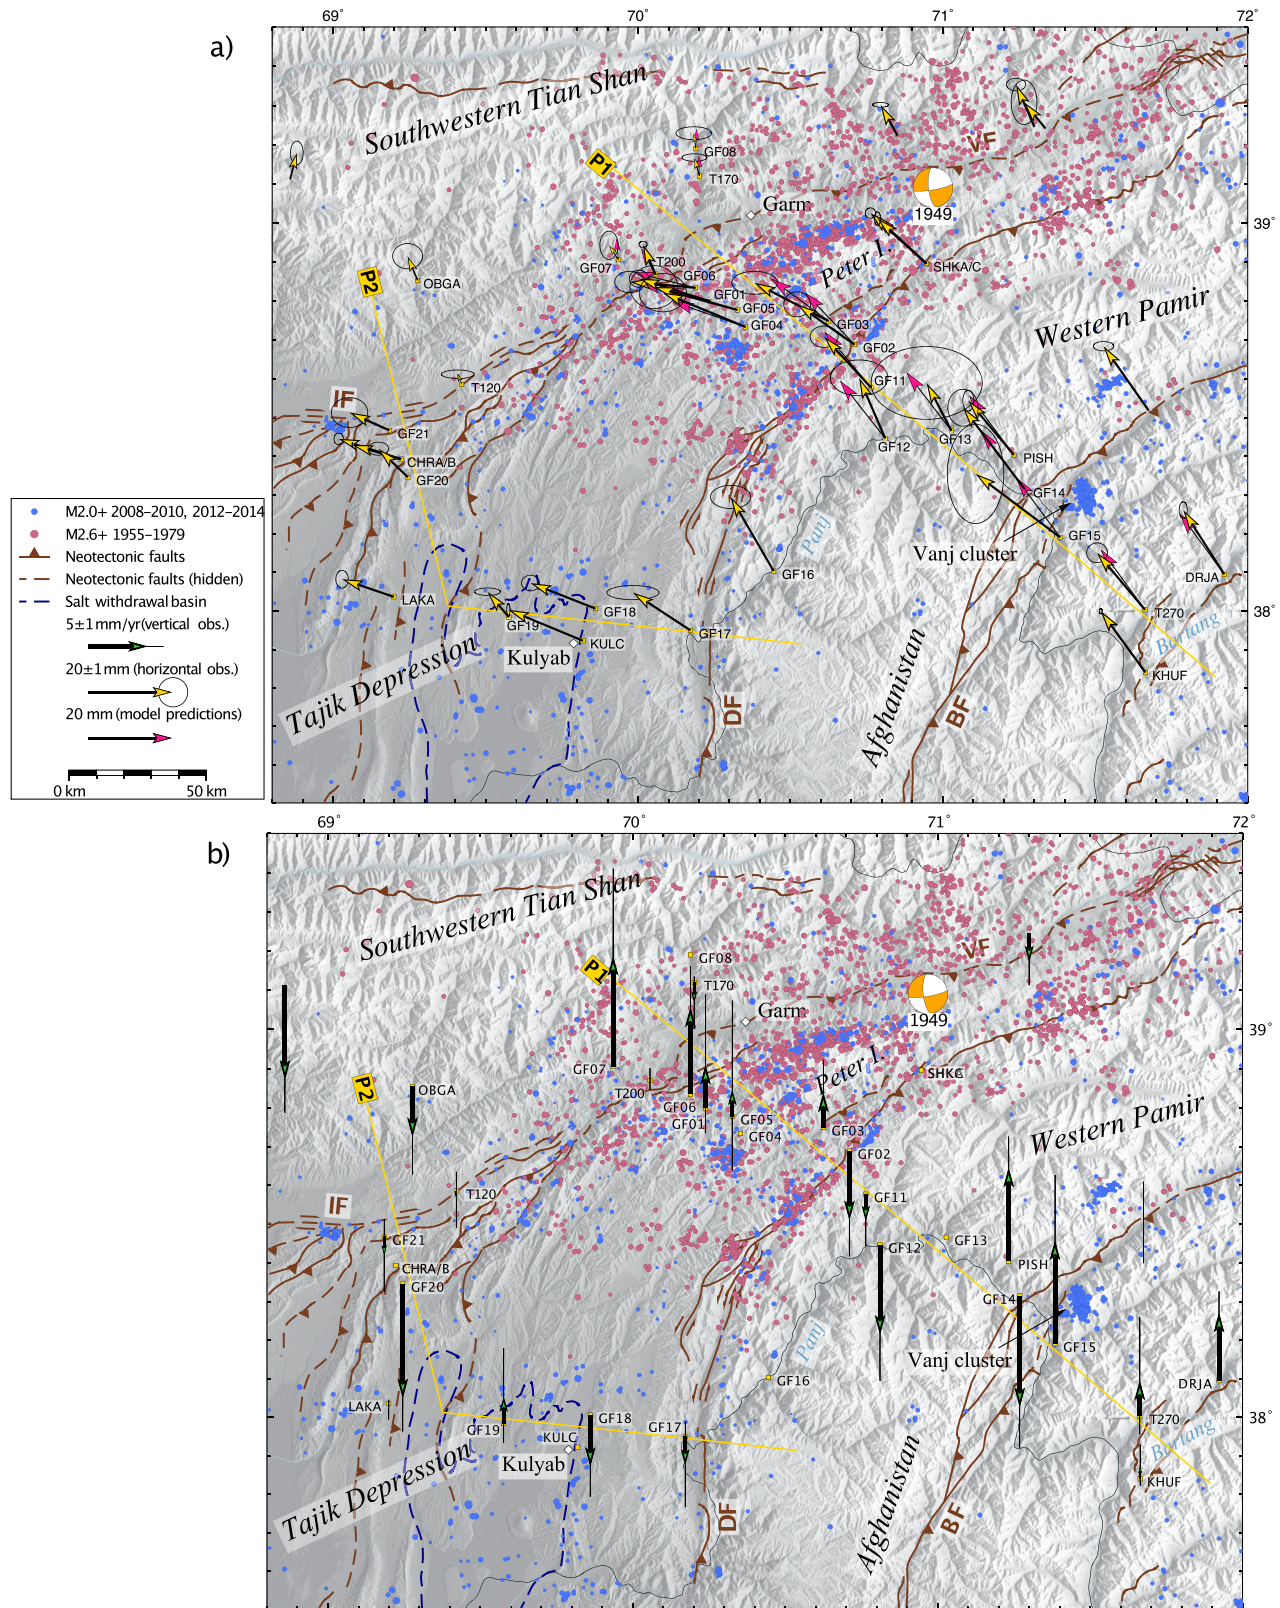 a)
69° 70° 71° 72°
Southwestern Tian Shan
P1
GF08
T170
VF
1949
Garm
39°
Peter I.
SHKA/C
GF07
T200
GF06
GF01
GF05
GF04
GF03
GF02
OBGA
P2
Western Pamir
T120
IF
GF21
CHRA/B
GF20
GF11
GF12
GF13
PISH
GF14
GF15
Vanj cluster
Panj
GF16
DRJA
38°
LAKA
GF18
GF19
KULC
Kulyab
GF17
T270
Bartang
KHUF
Tajik Depression
DF
Afghanistan
BF
M2.0+ 2008–2010, 2012–2014
M2.6+ 1955–1979
Neotectonic faults
Neotectonic faults (hidden)
Salt withdrawal basin
5±1 mm/yr(vertical obs.)
20±1 mm (horizontal obs.)
20 mm (model predictions)
0 km 50 km
b)
69° 70° 71° 72°
Southwestern Tian Shan
P1
GF08
T170
VF
1949
Garm
39°
Peter I.
SHKC
GF07
T200
GF06
GF01
GF05
GF04
GF03
GF02
OBGA
P2
Western Pamir
T120
IF
GF21
CHRA/B
GF20
GF11
GF12
GF13
PISH
GF14
GF15
Vanj cluster
Panj
GF16
DRJA
38°
LAKA
GF18
GF19
KULC
Kulyab
GF17
T270
Bartang
KHUF
Tajik Depression
DF
Afghanistan
BF